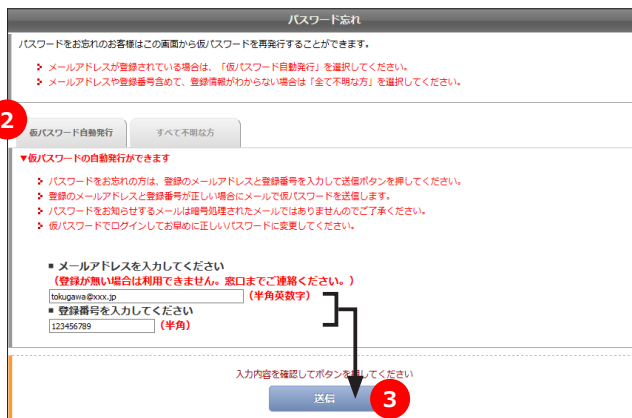 パスワード忘れ
パスワードをお忘れのお客様はこの画面から仮パスワードを再発行することができます。
メールアドレスが登録されている場合は、「仮パスワード自動発行」を選択してください。
メールアドレスや登録番号含めて、登録情報がわからない場合は「全て不明な方」を選択してください。
2
仮パスワード自動発行 すべて不明な方
▼仮パスワードの自動発行ができます
パスワードをお忘れの方は、登録のメールアドレスと登録番号を入力して送信ボタンを押してください。
登録のメールアドレスと登録番号が正しい場合にメールで仮パスワードを送信します。
パスワードをお知らせするメールは暗号処理されたメールではありませんのでご了承ください。
仮パスワードでログインしてお早めに正しいパスワードに変更してください。
■ メールアドレスを入力してください
（登録が無い場合は利用できません。窓口までご連絡ください。）
tokugawa@xxx.jp （半角英数字）
■ 登録番号を入力してください
123456789 （半角）
入力内容を確認してボタンを押してください
送信 3